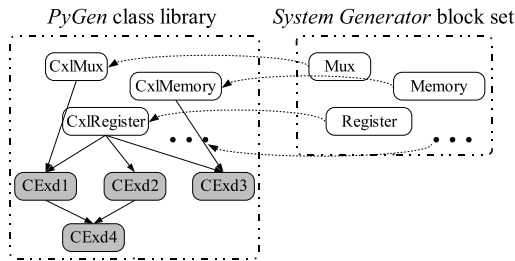 PyGen class library
System Generator block set
CxlMux
Mux
CxlMemory
Memory
CxlRegister
Register
• • •
• • •
CExd1
CExd2
CExd3
CExd4